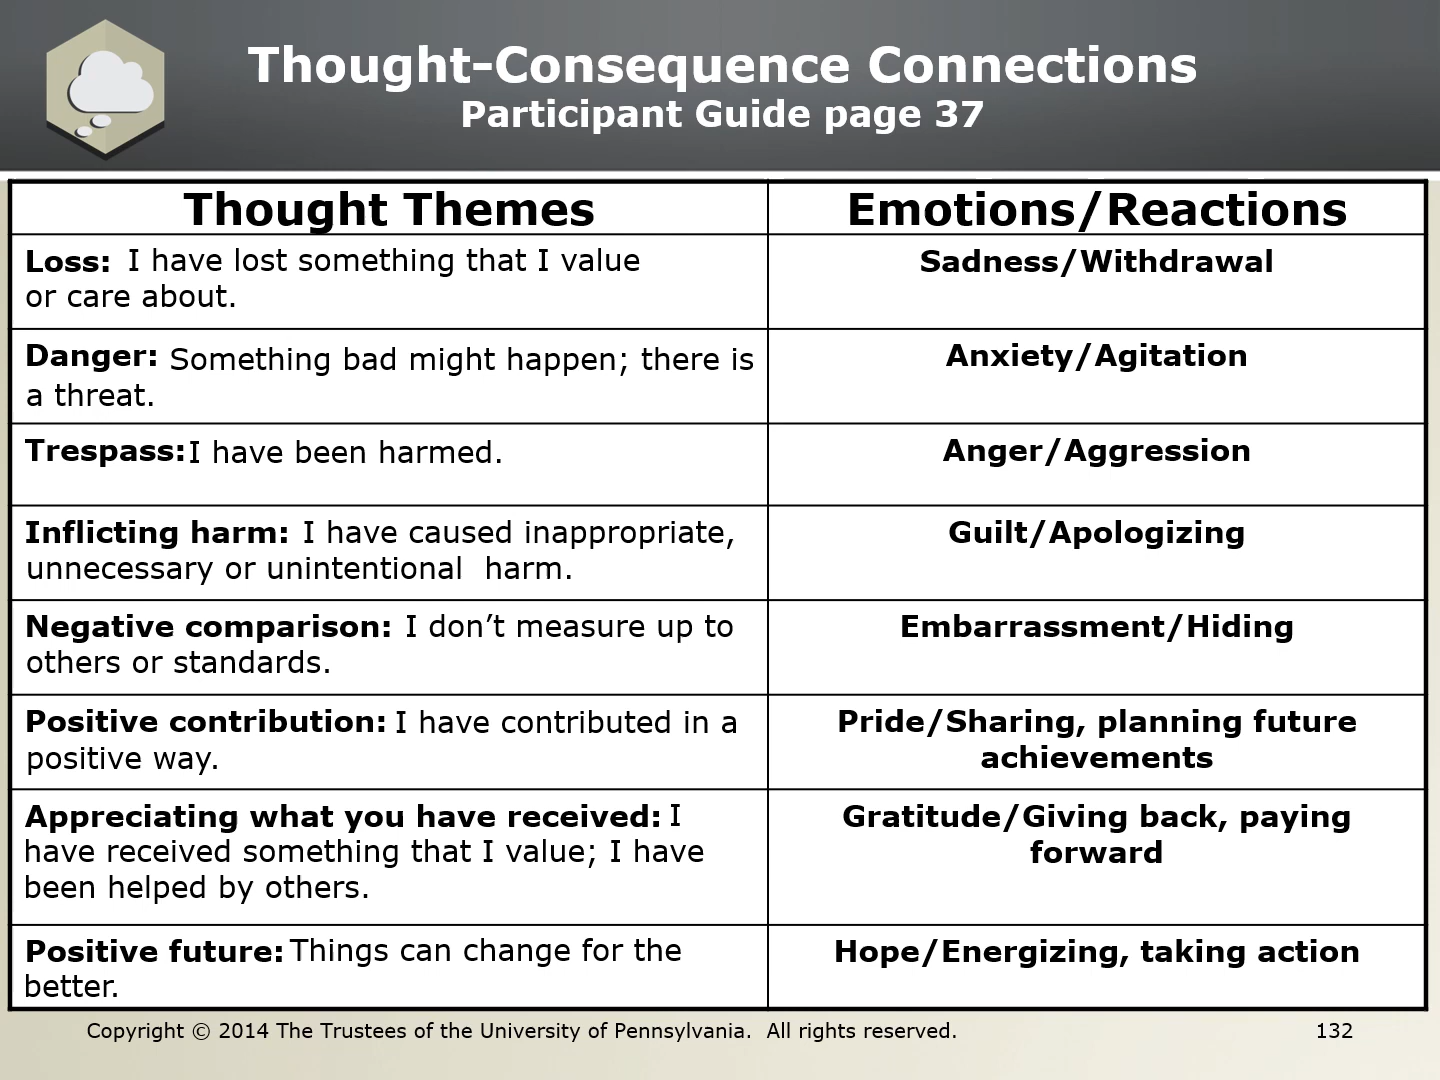 Thought-Consequence Connections
Participant Guide page 37
Thought Themes
Emotions/Reactions
Loss: I have lost something that I value
or care about.
Sadness/Withdrawal
Danger: Something bad might happen; there is
a threat.
Anxiety/Agitation
Trespass: I have been harmed.
Anger/Aggression
Inflicting harm: I have caused inappropriate,
unnecessary or unintentional harm.
Guilt/Apologizing
Negative comparison: I don’t measure up to
others or standards.
Embarrassment/Hiding
Positive contribution: I have contributed in a
positive way.
Pride/Sharing, planning future
achievements
Appreciating what you have received: I
have received something that I value; I have
been helped by others.
Gratitude/Giving back, paying
forward
Positive future: Things can change for the
better.
Hope/Energizing, taking action
Copyright © 2014 The Trustees of the University of Pennsylvania. All rights reserved.
132